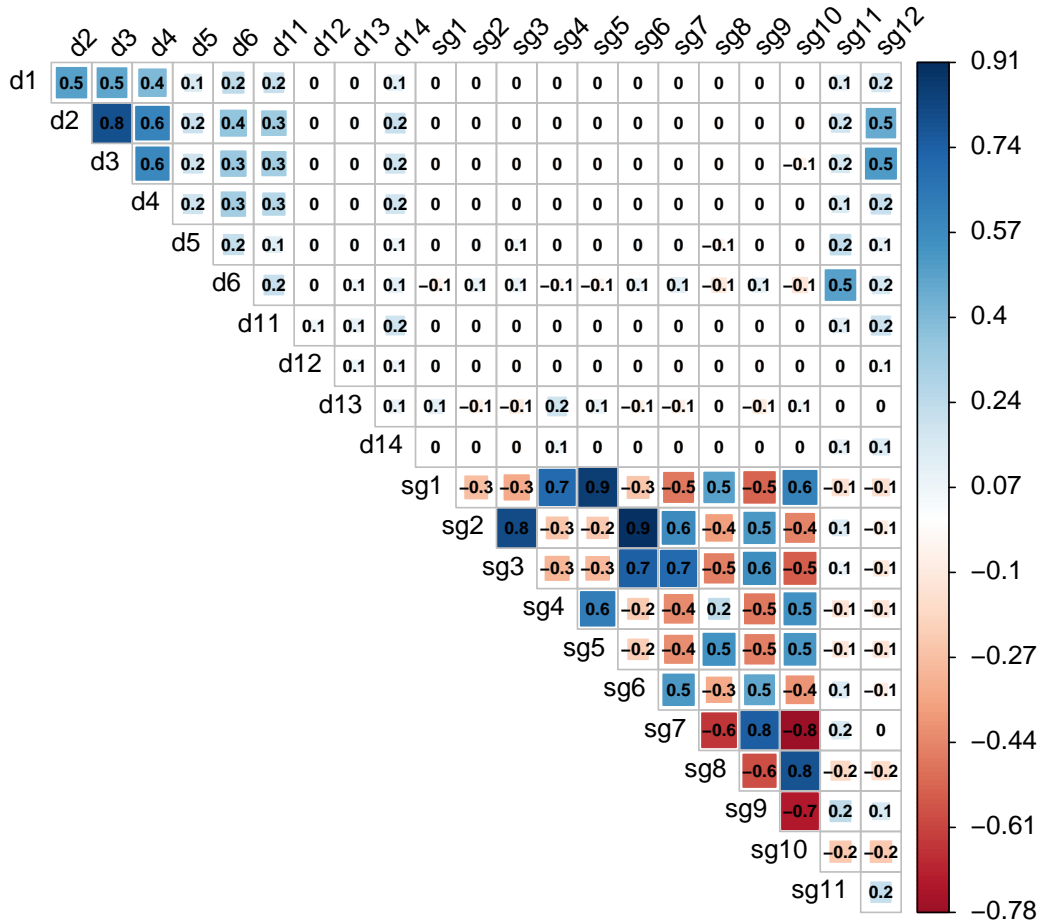 d2 d3 d4 d5 d6 d11 d12 d13 d14 sg1 sg2 sg3 sg4 sg5 sg6 sg7 sg8 sg9 sg10 sg11 sg12
d1 0.5 0.5 0.4 0.1 0.2 0.2 0 0 0.1 0 0 0 0 0 0 0 0 0 0 0.1 0.2
d2 0.8 0.6 0.2 0.4 0.3 0 0 0.2 0 0 0 0 0 0 0 0 0 0 0.2 0.5
d3 0.6 0.2 0.3 0.3 0 0 0.2 0 0 0 0 0 0 0 0 0 −0.1 0.2 0.5
d4 0.2 0.3 0.3 0 0 0.2 0 0 0 0 0 0 0 0 0 0 0.1 0.2
d5 0.2 0.1 0 0 0.1 0 0 0.1 0 0 0 0 −0.1 0 0 0.2 0.1
d6 0.2 0 0.1 0.1 −0.1 0.1 0.1 −0.1 −0.1 0.1 0.1 −0.1 0.1 −0.1 0.5 0.2
d11 0.1 0.1 0.2 0 0 0 0 0 0 0 0 0 0 0.1 0.2
d12 0.1 0.1 0 0 0 0 0 0 0 0 0 0 0 0.1
d13 0.1 0.1 −0.1 −0.1 0.2 0.1 −0.1 −0.1 0 −0.1 0.1 0 0
d14 0 0 0 0.1 0 0 0 0 0 0 0.1 0.1
sg1 −0.3 −0.3 0.7 0.9 −0.3 −0.5 0.5 −0.5 0.6 −0.1 −0.1
sg2 0.8 −0.3 −0.2 0.9 0.6 −0.4 0.5 −0.4 0.1 −0.1
sg3 −0.3 −0.3 0.7 0.7 −0.5 0.6 −0.5 0.1 −0.1
sg4 0.6 −0.2 −0.4 0.2 −0.5 0.5 −0.1 −0.1
sg5 −0.2 −0.4 0.5 −0.5 0.5 −0.1 −0.1
sg6 0.5 −0.3 0.5 −0.4 0.1 −0.1
sg7 −0.6 0.8 −0.8 0.2 0
sg8 −0.6 0.8 −0.2 −0.2
sg9 −0.7 0.2 0.1
sg10 −0.2 −0.2
sg11 0.2
0.91
0.74
0.57
0.4
0.24
0.07
−0.1
−0.27
−0.44
−0.61
−0.78